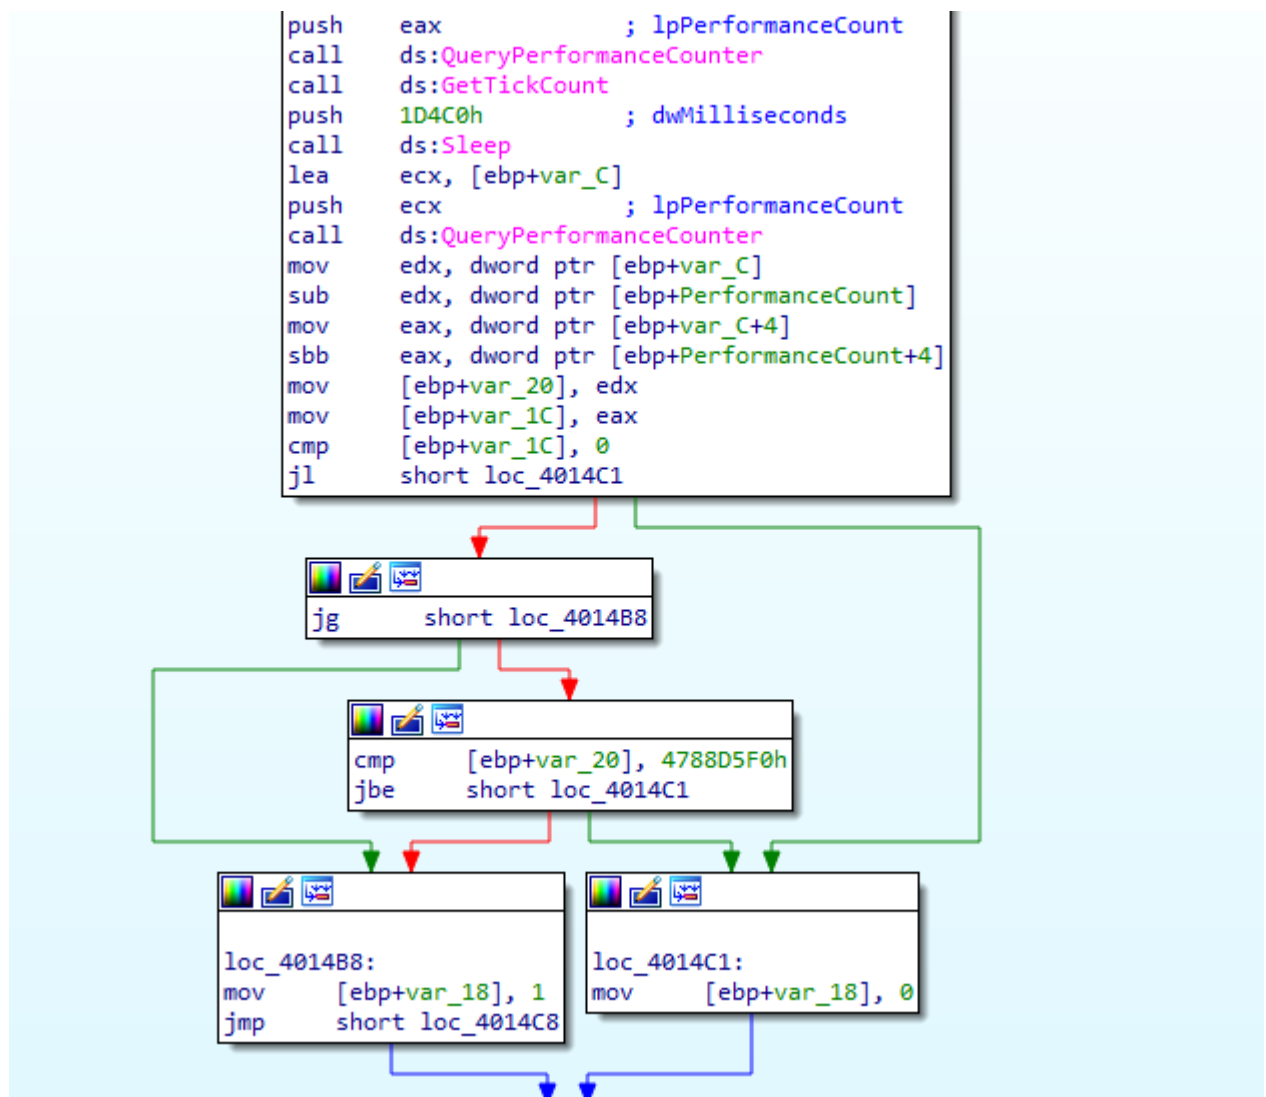 push eax ; lpPerformanceCount
call ds:QueryPerformanceCounter
call ds:GetTickCount
push 1D4C0h ; dwMilliseconds
call ds:Sleep
lea ecx, [ebp+var_C]
push ecx ; lpPerformanceCount
call ds:QueryPerformanceCounter
mov edx, dword ptr [ebp+var_C]
sub edx, dword ptr [ebp+PerformanceCount]
mov eax, dword ptr [ebp+var_C+4]
sbb eax, dword ptr [ebp+PerformanceCount+4]
mov [ebp+var_20], edx
mov [ebp+var_1C], eax
cmp [ebp+var_1C], 0
jl short loc_4014C1
jg short loc_4014B8
cmp [ebp+var_20], 4788D5F0h
jbe short loc_4014C1
loc_4014B8:
mov [ebp+var_18], 1
jmp short loc_4014C8
loc_4014C1:
mov [ebp+var_18], 0